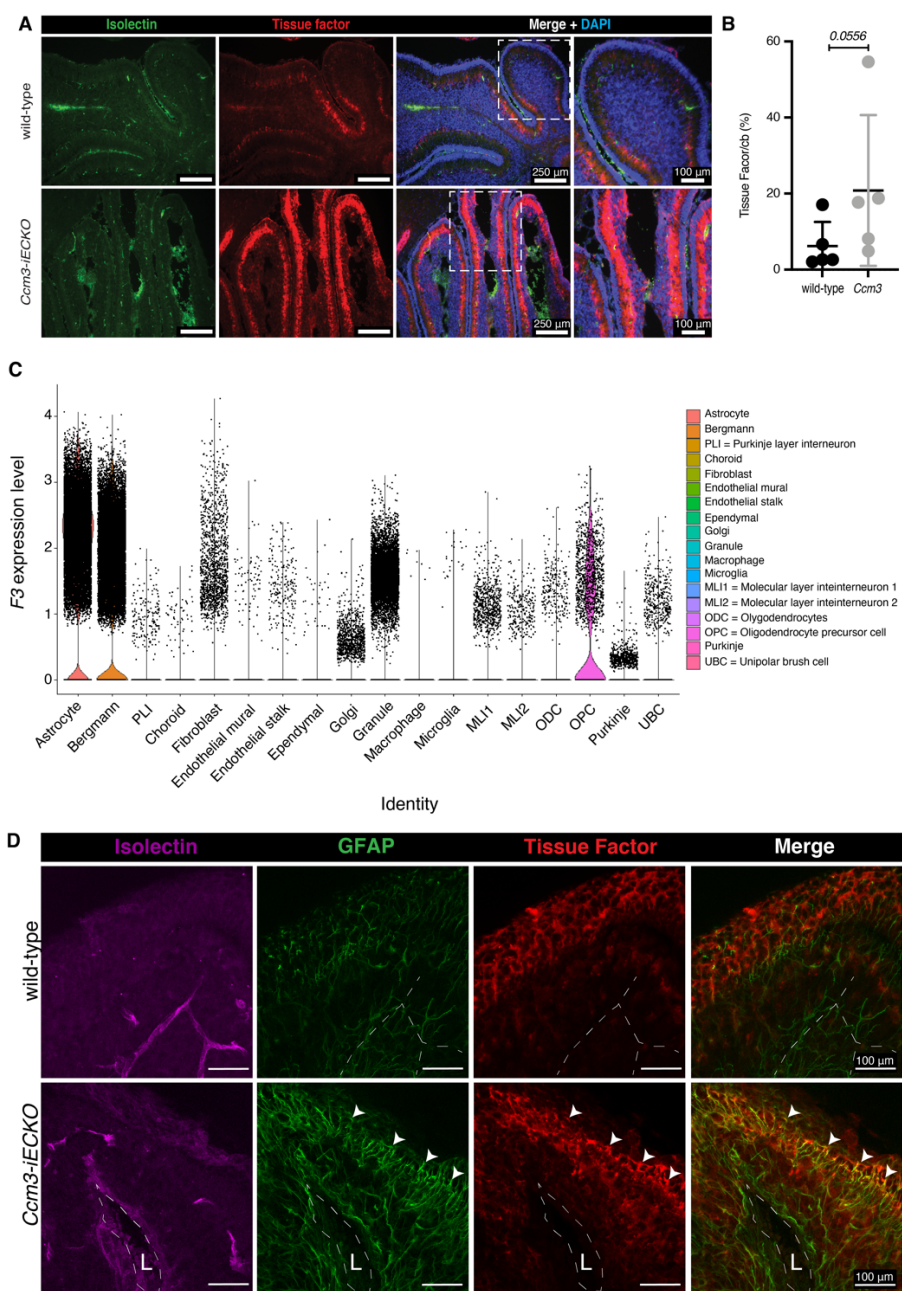 A
Isolectin
Tissue factor
Merge + DAPI
wild-type
250 µm
100 µm
Ccm3-iECKO
250 µm
100 µm
B
0.0556
60
40
20
0
Tissue Facor/cb (%)
wild-type
Ccm3
C
F3 expression level
4
3
2
1
0
Astrocyte
Bergmann
PLI
Choroid
Fibroblast
Endothelial mural
Endothelial stalk
Ependymal
Golgi
Granule
Macrophage
Microglia
MLI1
MLI2
ODC
OPC
Purkinje
UBC
Identity
Astrocyte
Bergmann
PLI = Purkinje layer interneuron
Choroid
Fibroblast
Endothelial mural
Endothelial stalk
Ependymal
Golgi
Granule
Macrophage
Microglia
MLI1 = Molecular layer inteinterneuron 1
MLI2 = Molecular layer inteinterneuron 2
ODC = Olygodendrocytes
OPC = Oligodendrocyte precursor cell
Purkinje
UBC = Unipolar brush cell
D
Isolectin
GFAP
Tissue Factor
Merge
wild-type
100 µm
Ccm3-iECKO
L
L
L
L
100 µm